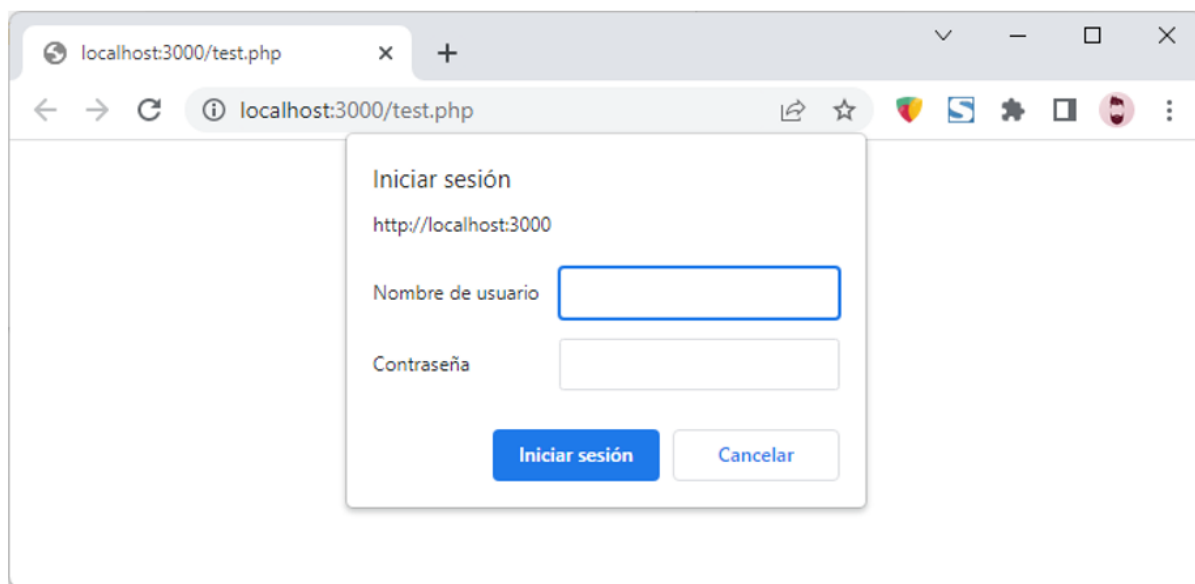 localhost:3000/test.php
localhost:3000/test.php
Iniciar sesión
http://localhost:3000
Nombre de usuario
Contraseña
Iniciar sesión Cancelar